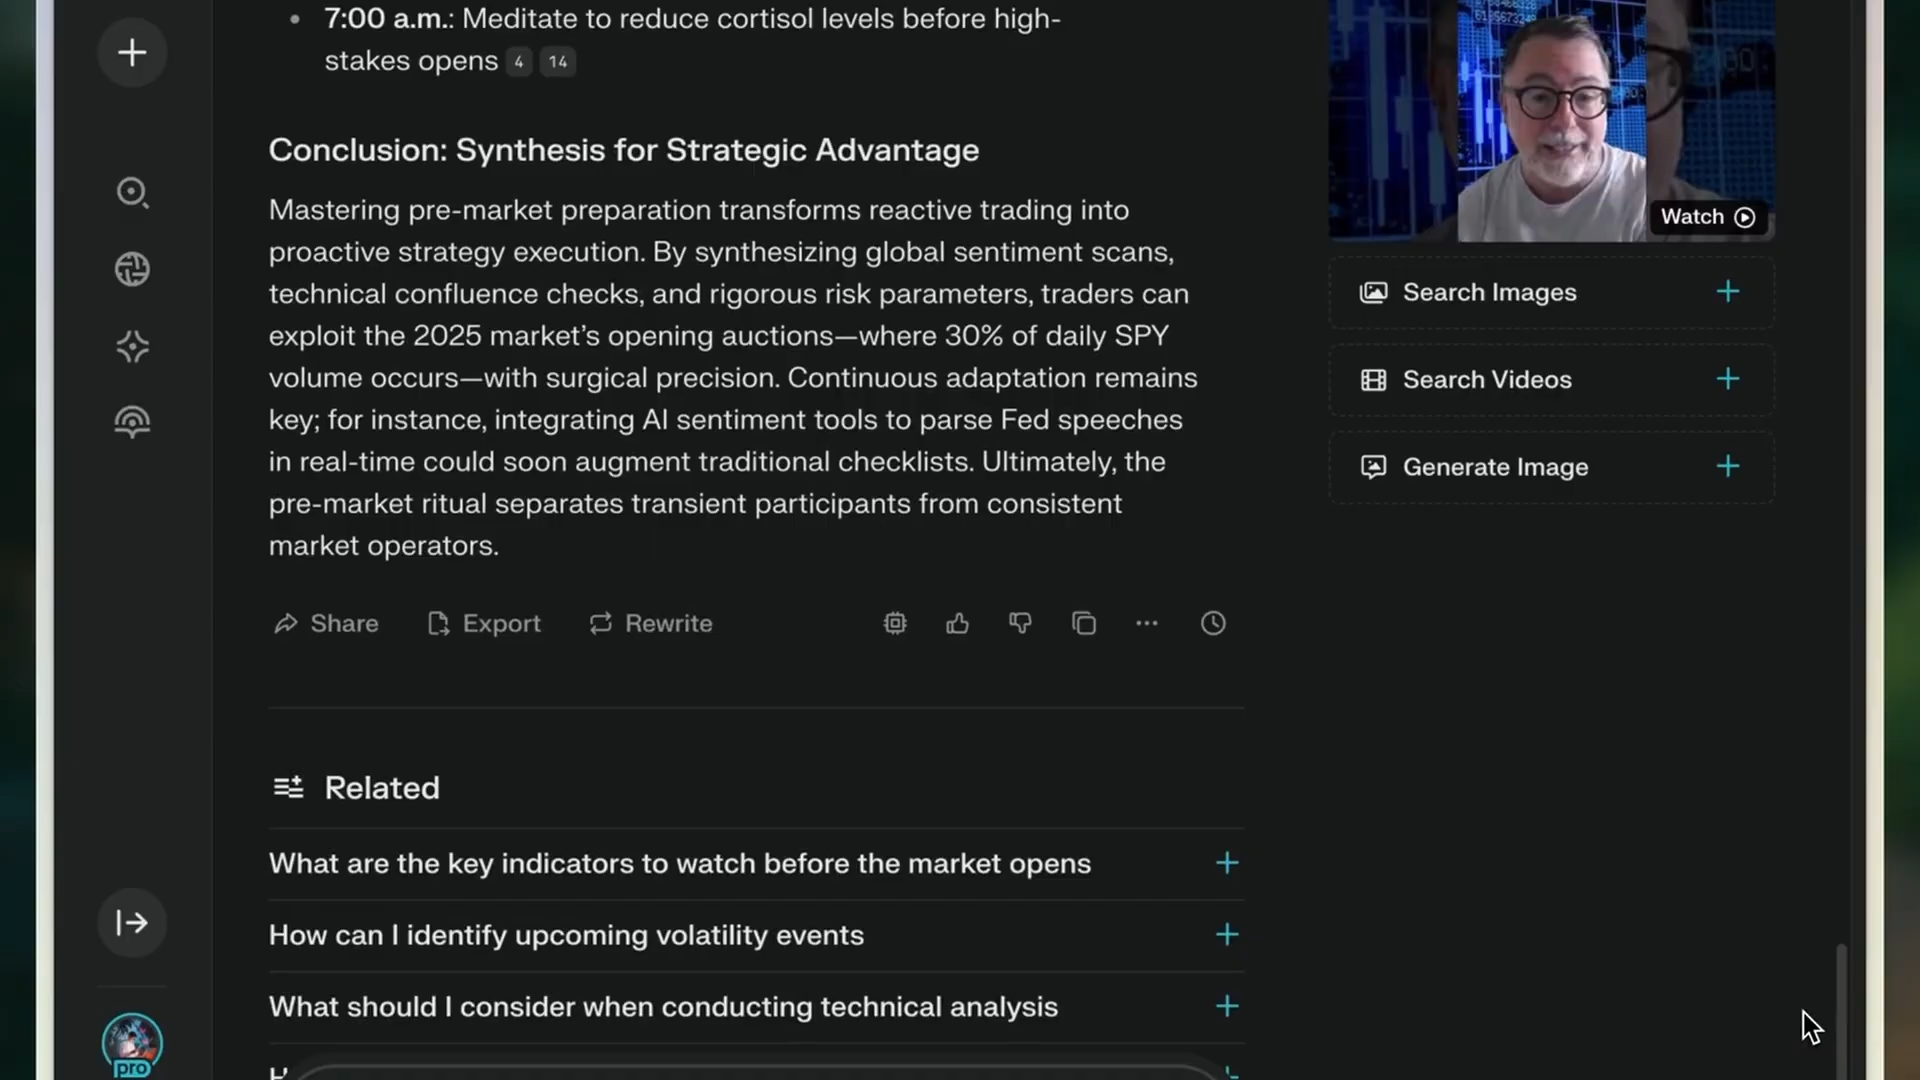 7:00 a.m.: Meditate to reduce cortisol levels before high-
stakes opens 4 14
Conclusion: Synthesis for Strategic Advantage
Mastering pre-market preparation transforms reactive trading into
proactive strategy execution. By synthesizing global sentiment scans,
technical confluence checks, and rigorous risk parameters, traders can
exploit the 2025 market’s opening auctions—where 30% of daily SPY
volume occurs—with surgical precision. Continuous adaptation remains
key; for instance, integrating AI sentiment tools to parse Fed speeches
in real-time could soon augment traditional checklists. Ultimately, the
pre-market ritual separates transient participants from consistent
market operators.
Share Export Rewrite
Related
What are the key indicators to watch before the market opens
How can I identify upcoming volatility events
What should I consider when conducting technical analysis
pro
Watch
Search Images
Search Videos
Generate Image